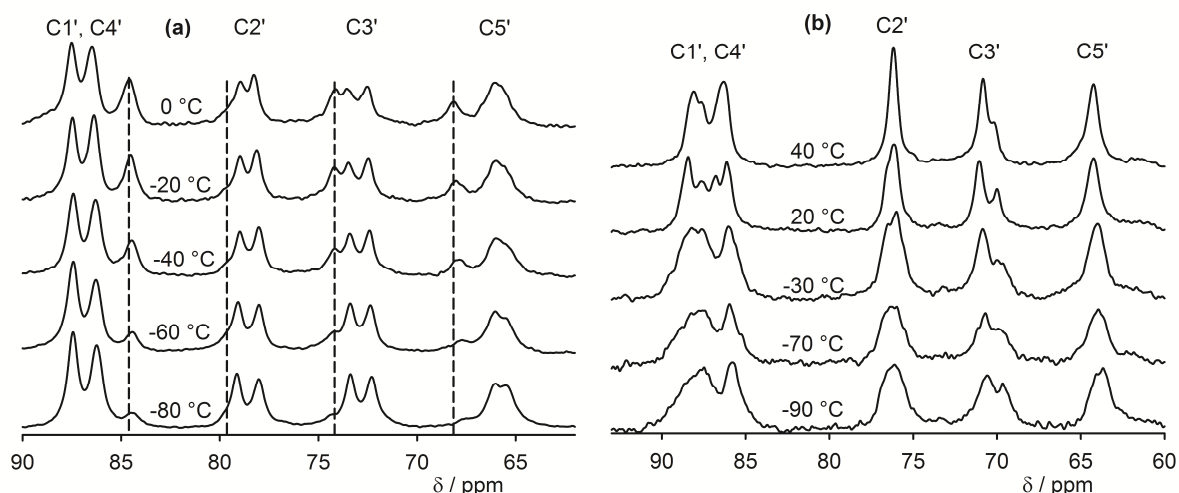 C1', C4'
(a)
C2'
C3'
C5'
0 °C
-20 °C
-40 °C
-60 °C
-80 °C
90
85
80
75
70
65
δ / ppm
(b)
C1', C4'
C2'
C3'
C5'
40 °C
20 °C
-30 °C
-70 °C
-90 °C
90
85
80
75
70
65
60
δ / ppm